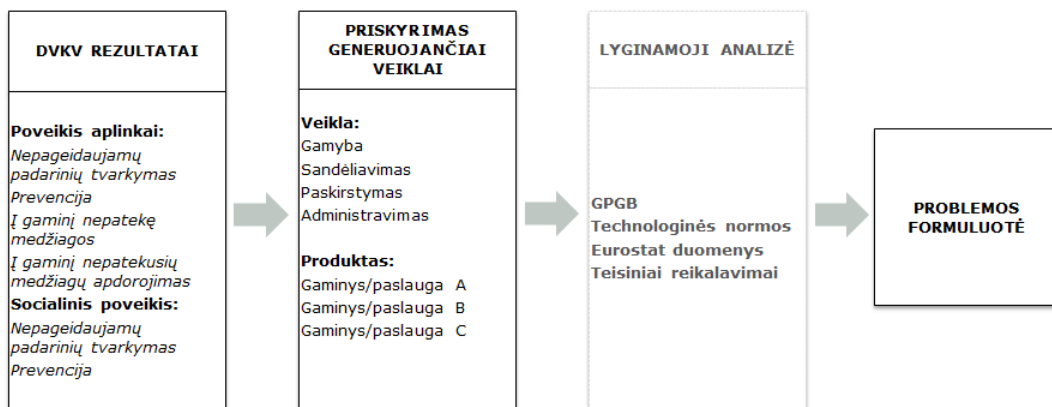 DVKV REZULTATAI
Poveikis aplinkai:
Nepageidaujamų
padarinių tvarkymas
Prevencija
Į gaminį nepatekę
medžiagos
Į gaminį nepatekusių
medžiagų apdorojimas
Socialinis poveikis:
Nepageidaujamų
padarinių tvarkymas
Prevencija
PRISKYRIMAS
GENERUOJANČIAI
VEIKLAI
Veikla:
Gamyba
Sandėliavimas
Paskirstymas
Administravimas
Produktas:
Gaminys/paslauga A
Gaminys/paslauga B
Gaminys/paslauga C
LYGINAMOJI ANALIZĖ
GPGB
Technologinės normos
Eurostat duomenys
Teisiniai reikalavimai
PROBLEMOS
FORMULUOTĖ